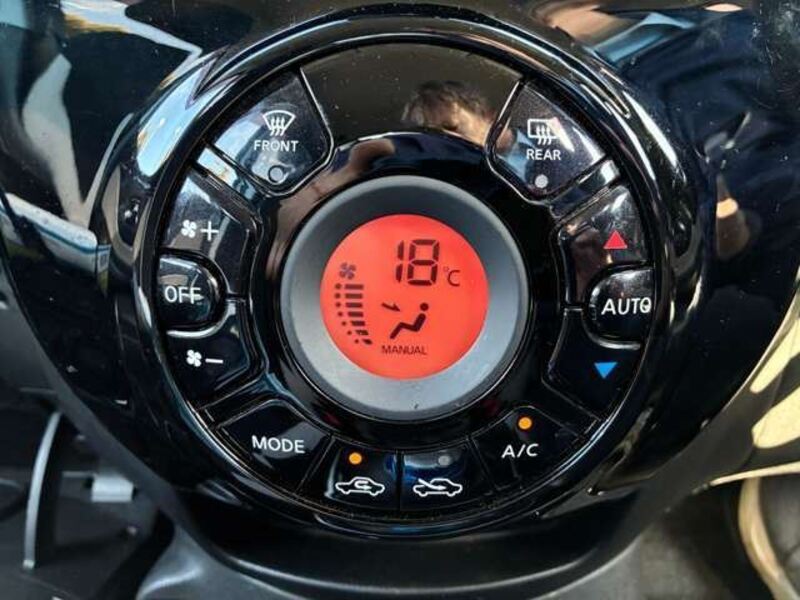 FRONT
REAR
+
18°C
OFF
AUTO
MANUAL
−
MODE
A/C